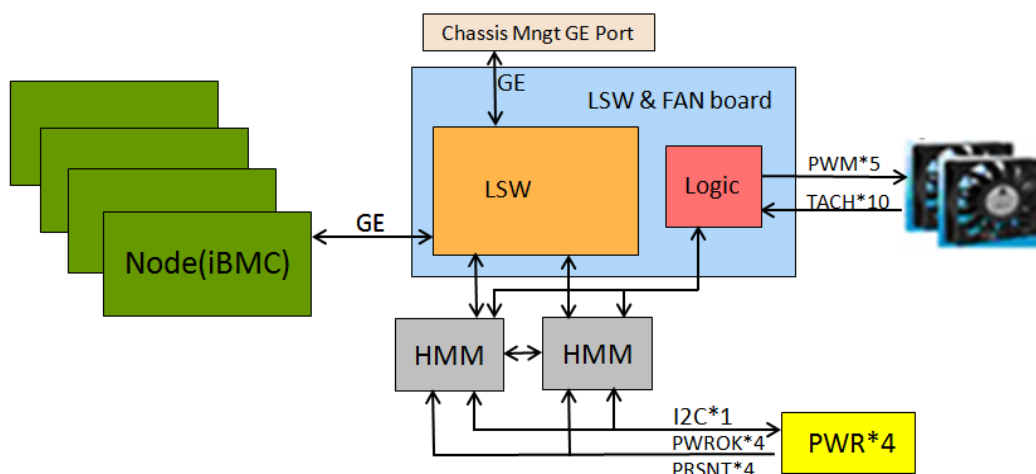 Chassis Mngt GE Port
GE
LSW & FAN board
LSW
Logic
PWM*5
TACH*10
GE
Node(iBMC)
HMM
HMM
I2C*1
PWROK*4
PRSNT*4
PWR*4